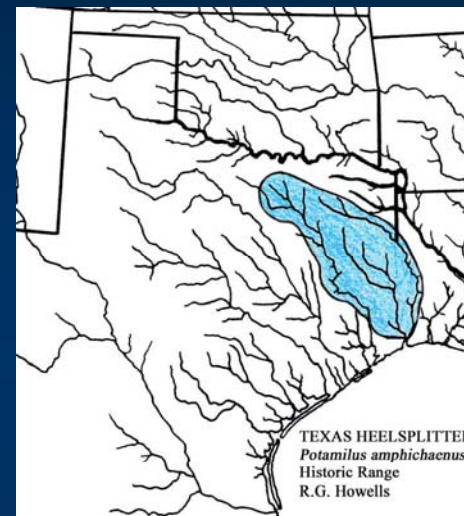 TEXAS HEELSPLITTER
Potamilus amphichaenus
Historic Range
R.G. Howells